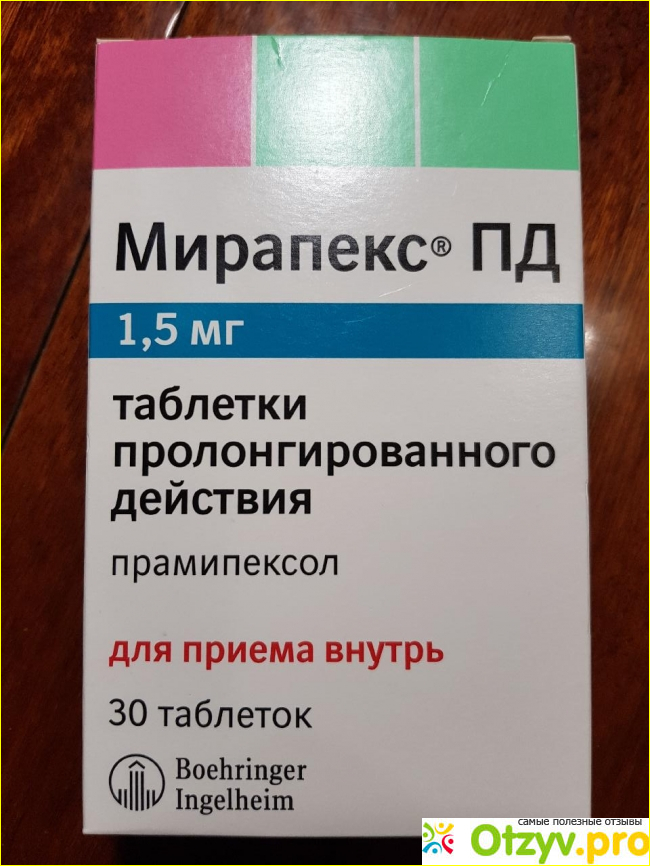 Мирапекс® ПД
1,5 мг
таблетки
пролонгированного
действия
прамипексол
для приема внутрь
30 таблеток
Boehringer
Ingelheim
самые полезные отзывы
Otzyv.pro